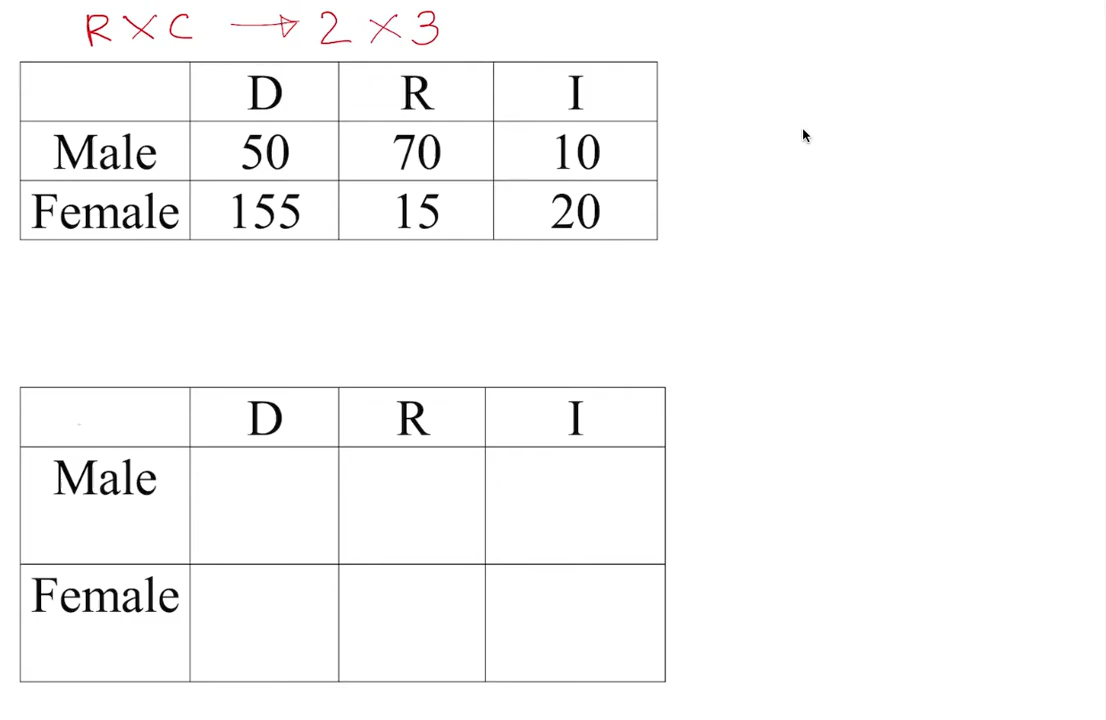 R X C → 2 X 3
D R I
Male 50 70 10
Female 155 15 20
D R I
Male
Female